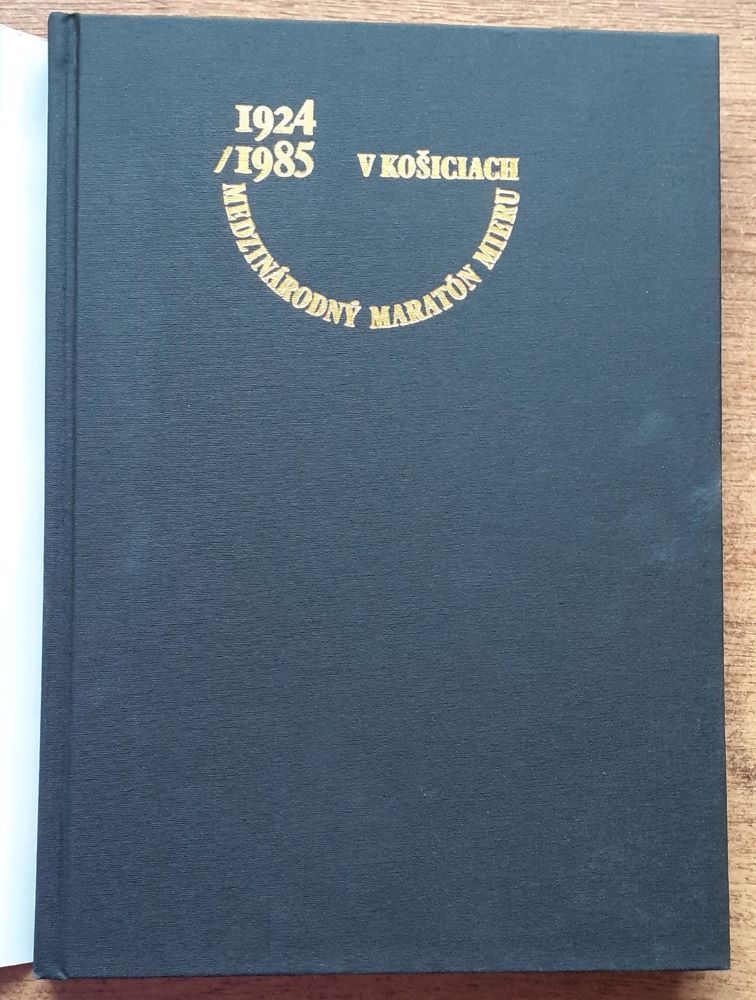 1924
/1985
MEDZINÁRODNÝ MARATÓN MIERU
V KOŠICIACH